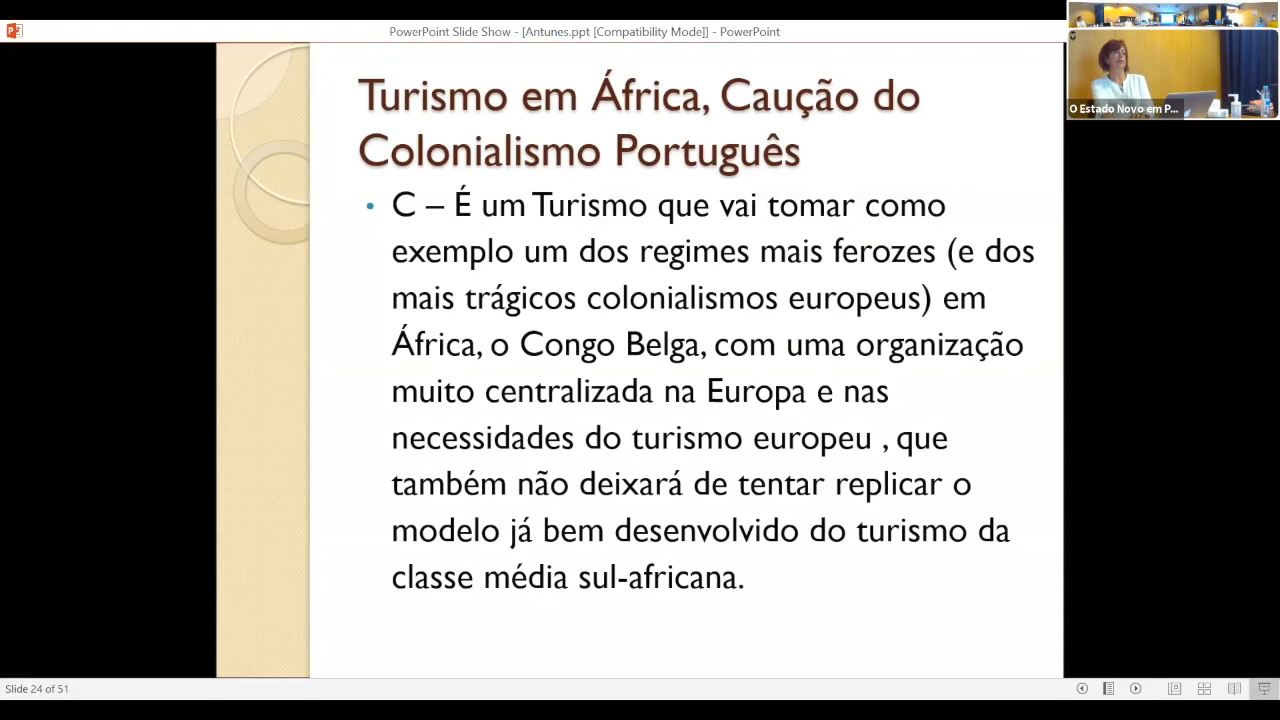 PowerPoint Slide Show - [Antunes.ppt [Compatibility Mode]] - PowerPoint
O Estado Novo em P...
Turismo em África, Caução do
Colonialismo Português
• C – É um Turismo que vai tomar como
exemplo um dos regimes mais ferozes (e dos
mais trágicos colonialismos europeus) em
África, o Congo Belga, com uma organização
muito centralizada na Europa e nas
necessidades do turismo europeu , que
também não deixará de tentar replicar o
modelo já bem desenvolvido do turismo da
classe média sul-africana.
Slide 24 of 51